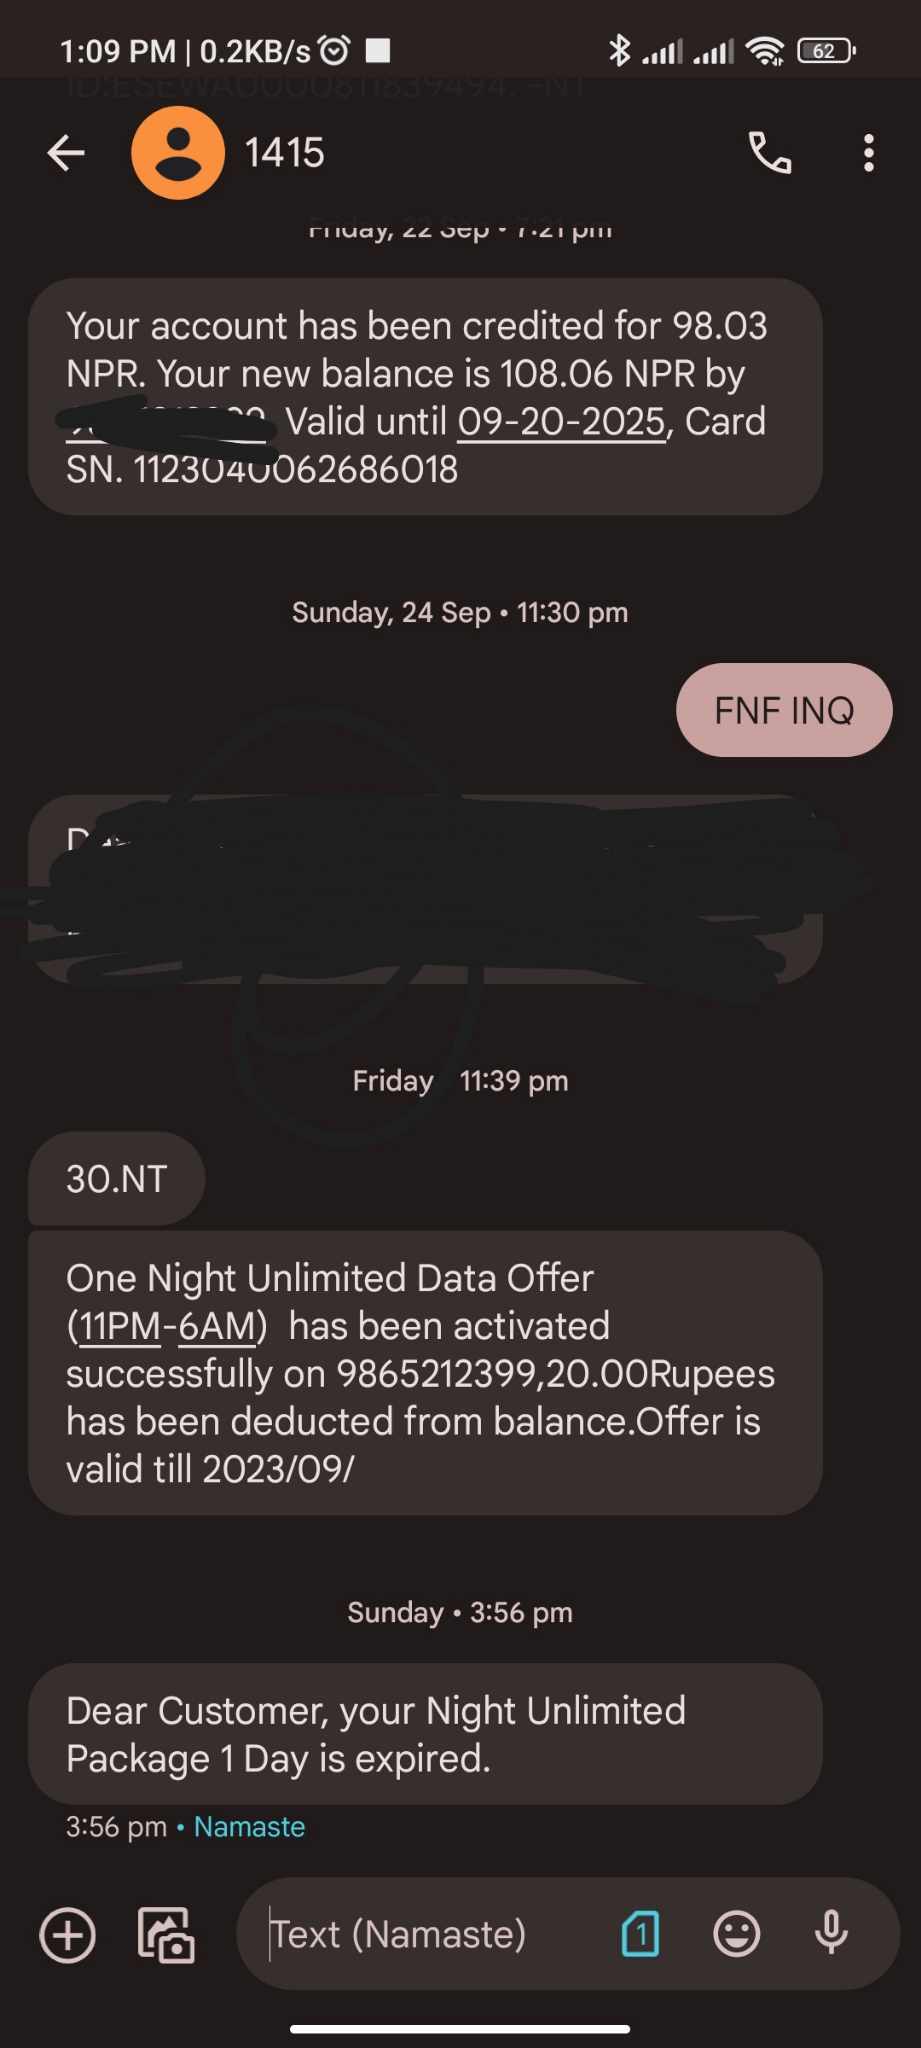 1:09 PM | 0.2KB/s
62
1415
Friday, 22 Sep • 7:21 pm
Your account has been credited for 98.03
NPR. Your new balance is 108.06 NPR by
Valid until 09-20-2025, Card
SN. 1123040062686018
Sunday, 24 Sep • 11:30 pm
FNF INQ
Friday 11:39 pm
30.NT
One Night Unlimited Data Offer
(11PM-6AM)  has been activated
successfully on 9865212399,20.00Rupees
has been deducted from balance.Offer is
valid till 2023/09/
Sunday • 3:56 pm
Dear Customer, your Night Unlimited
Package 1 Day is expired.
3:56 pm • Namaste
Text (Namaste)
1